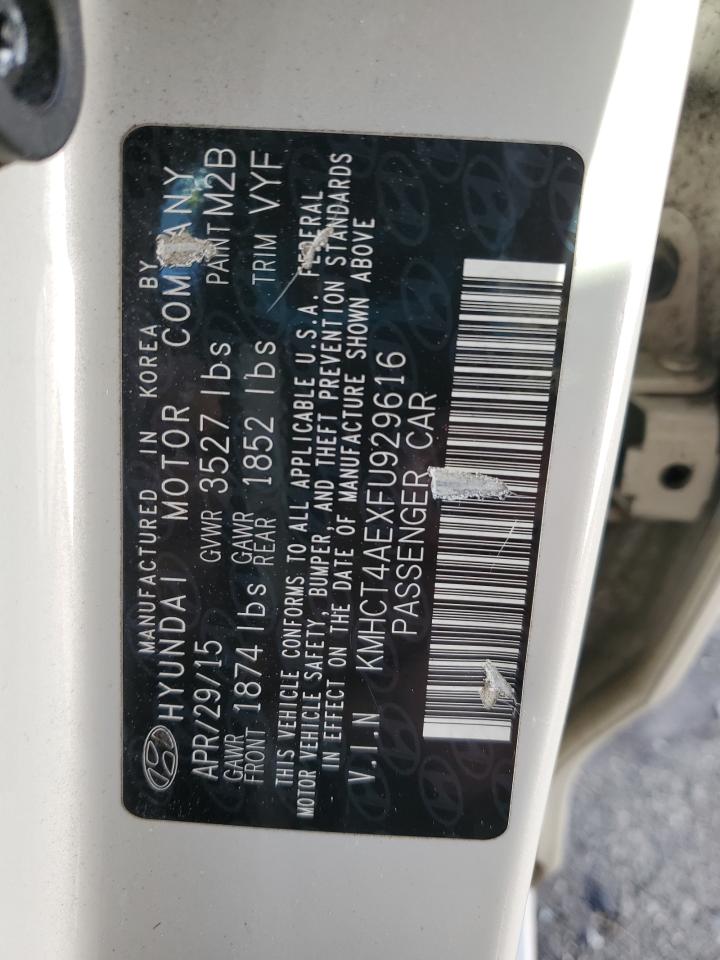 MANUFACTURED IN KOREA BY
HYUNDAI MOTOR COMPANY
APR/29/15 GVWR 3527 lbs PAINT M2B
GAWR FRONT 1874 lbs GAWR REAR 1852 lbs TRIM VYF
THIS VEHICLE CONFORMS TO ALL APPLICABLE U.S.A. FEDERAL
MOTOR VEHICLE SAFETY, BUMPER, AND THEFT PREVENTION STANDARDS
IN EFFECT ON THE DATE OF MANUFACTURE SHOWN ABOVE
V.I.N KMHCT4AEXFU929616
PASSENGER CAR